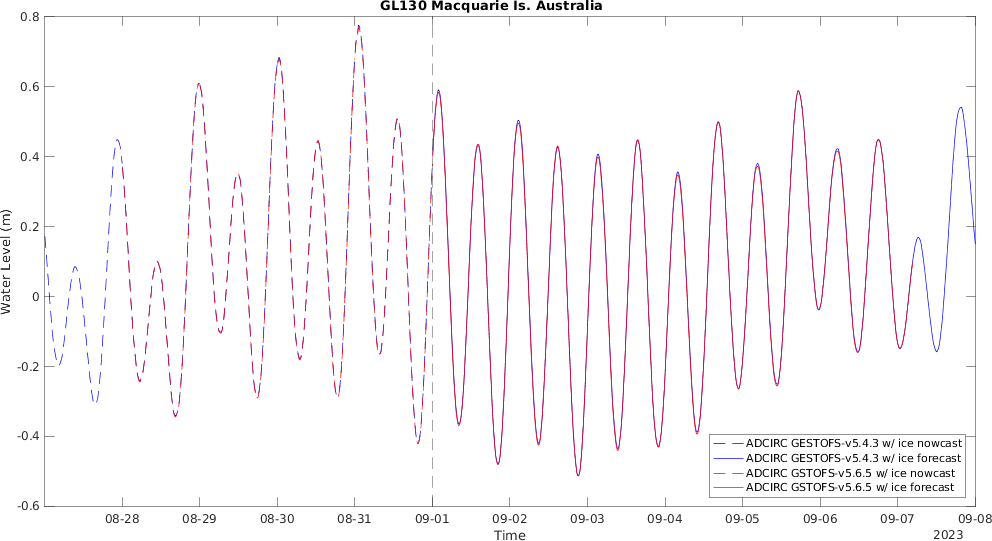 GL130 Macquarie Is. Australia
0.8
0.6
0.4
0.2
0
-0.2
-0.4
-0.6
Water Level (m)
ADCIRC GESTOFS-v5.4.3 w/ ice nowcast
ADCIRC GESTOFS-v5.4.3 w/ ice forecast
ADCIRC GSTOFS-v5.6.5 w/ ice nowcast
ADCIRC GSTOFS-v5.6.5 w/ ice forecast
08-28 08-29 08-30 08-31 09-01 09-02 09-03 09-04 09-05 09-06 09-07 09-08
Time
2023